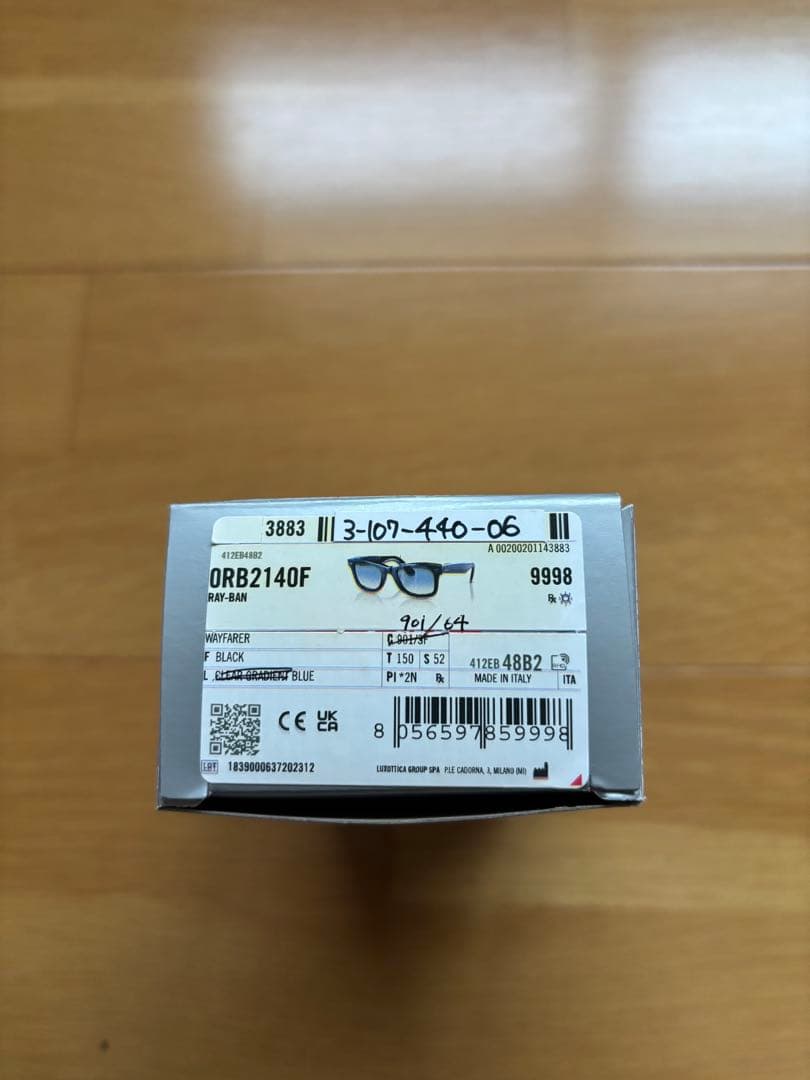 3883 3-107-440-06
412EB48B2
A 00200201143883
0RB2140F 9998
RAY-BAN
901/64
WAYFARER C 901/3F
F BLACK T 150 S 52
412EB 48B2
L CLEAR GRADIENT BLUE PI *2N MADE IN ITALY ITA
CE UK CA
8 056597 859998
LOT 1839000637202312
LUXOTTICA GROUP SPA P.LE CADORNA, 3, MILANO (MI)